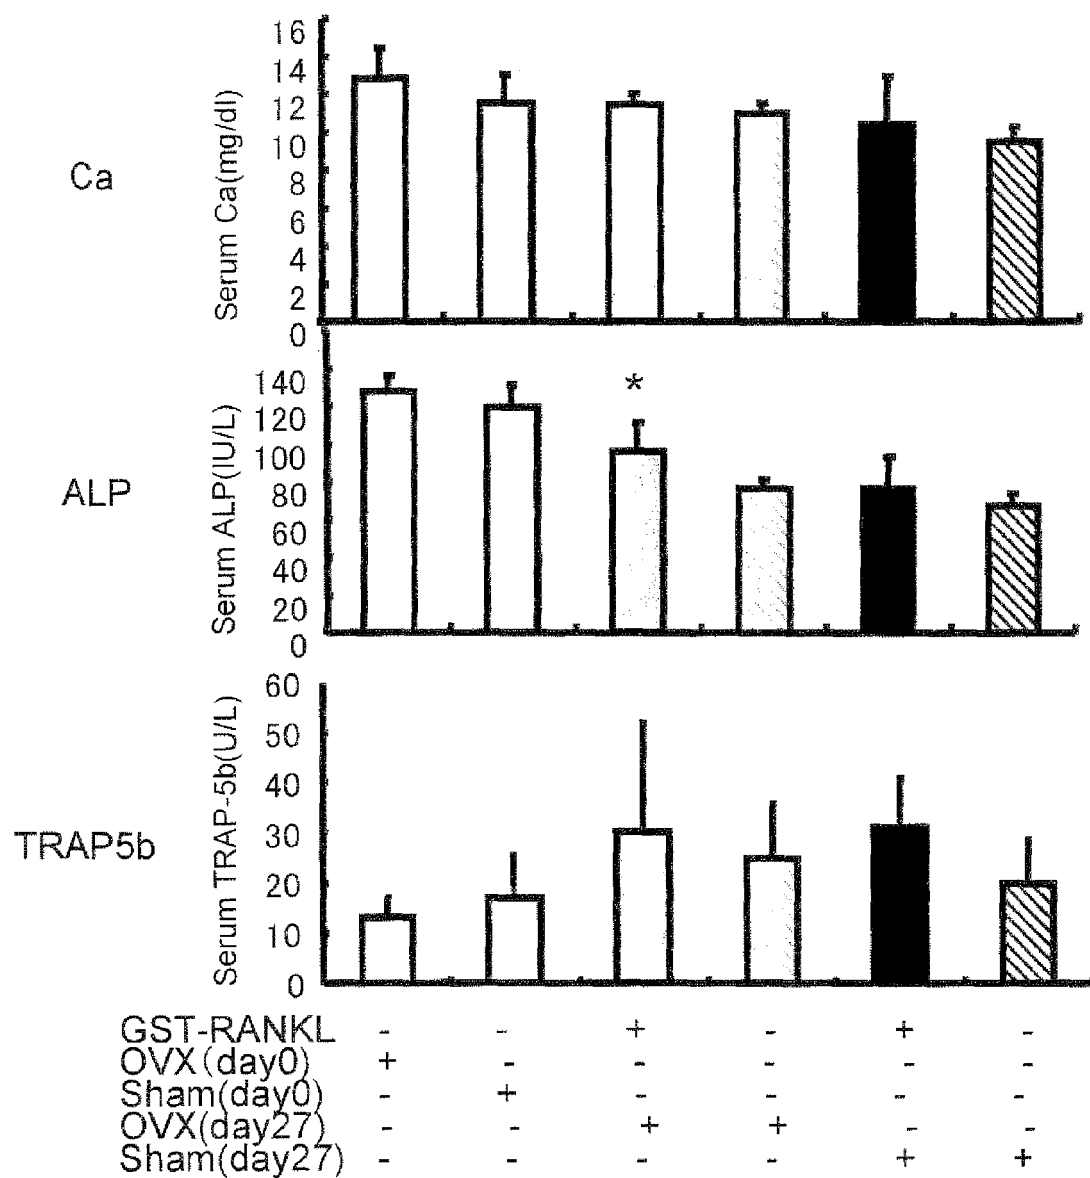 Ca
Serum Ca(mg/dl)
16
14
12
10
8
6
4
2
0
ALP
Serum ALP(IU/L)
140
120
100
80
60
40
20
0
*
TRAP5b
Serum TRAP-5b(U/L)
60
50
40
30
20
10
0
GST-RANKL - - + - + -
OVX(day0) + - - - - -
Sham(day0) - + - - - -
OVX(day27) - - + + - -
Sham(day27) - - - - + +